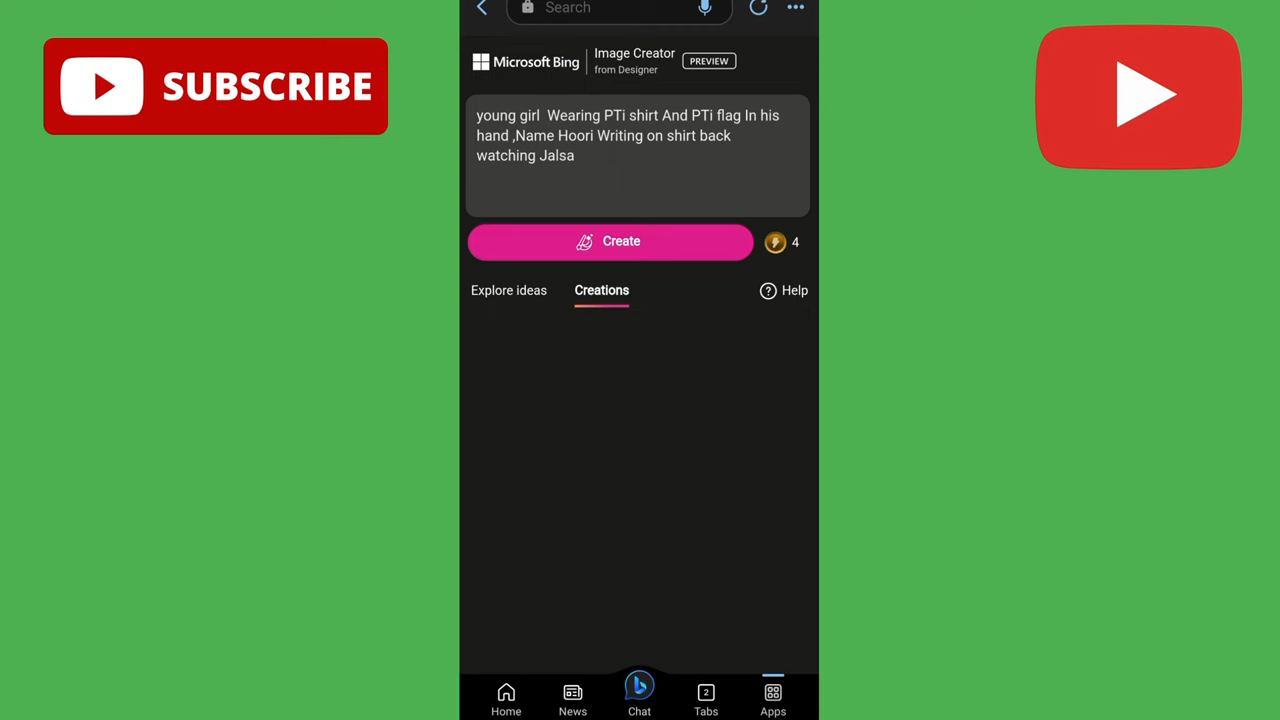 SUBSCRIBE
Search
Microsoft Bing
Image Creator
from Designer
PREVIEW
young girl  Wearing PTi shirt And PTi flag In his
hand ,Name Hoori Writing on shirt back
watching Jalsa
Create
4
Explore ideas
Creations
? Help
Home
News
Chat
2
Tabs
Apps